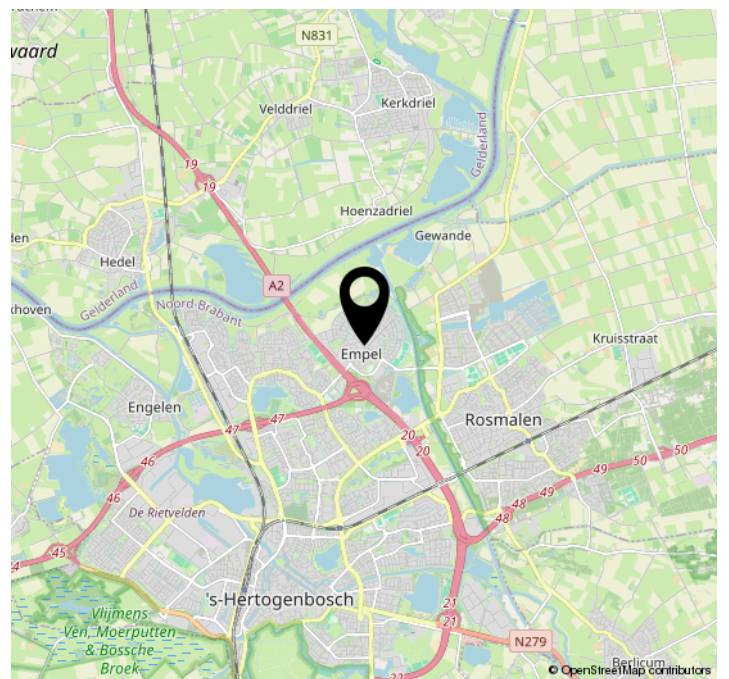 N831
vaard
Velddriel
Kerkdriel
Gelderland
19
19
Hoenzadriel
den
Gewande
Hedel
A2
Gelderland
Noord-Brabant
khoven
Kruisstraat
Empel
Engelen
Rosmalen
47
47
20
20
46
50
50
49
46
49
48
48
De Rietvelden
45
4
's-Hertogenbosch
21
21
Vlijmens
Ven, Moerputten
& Bossche
Broek
N279
Berlicum
© OpenStreetMap contributors
22